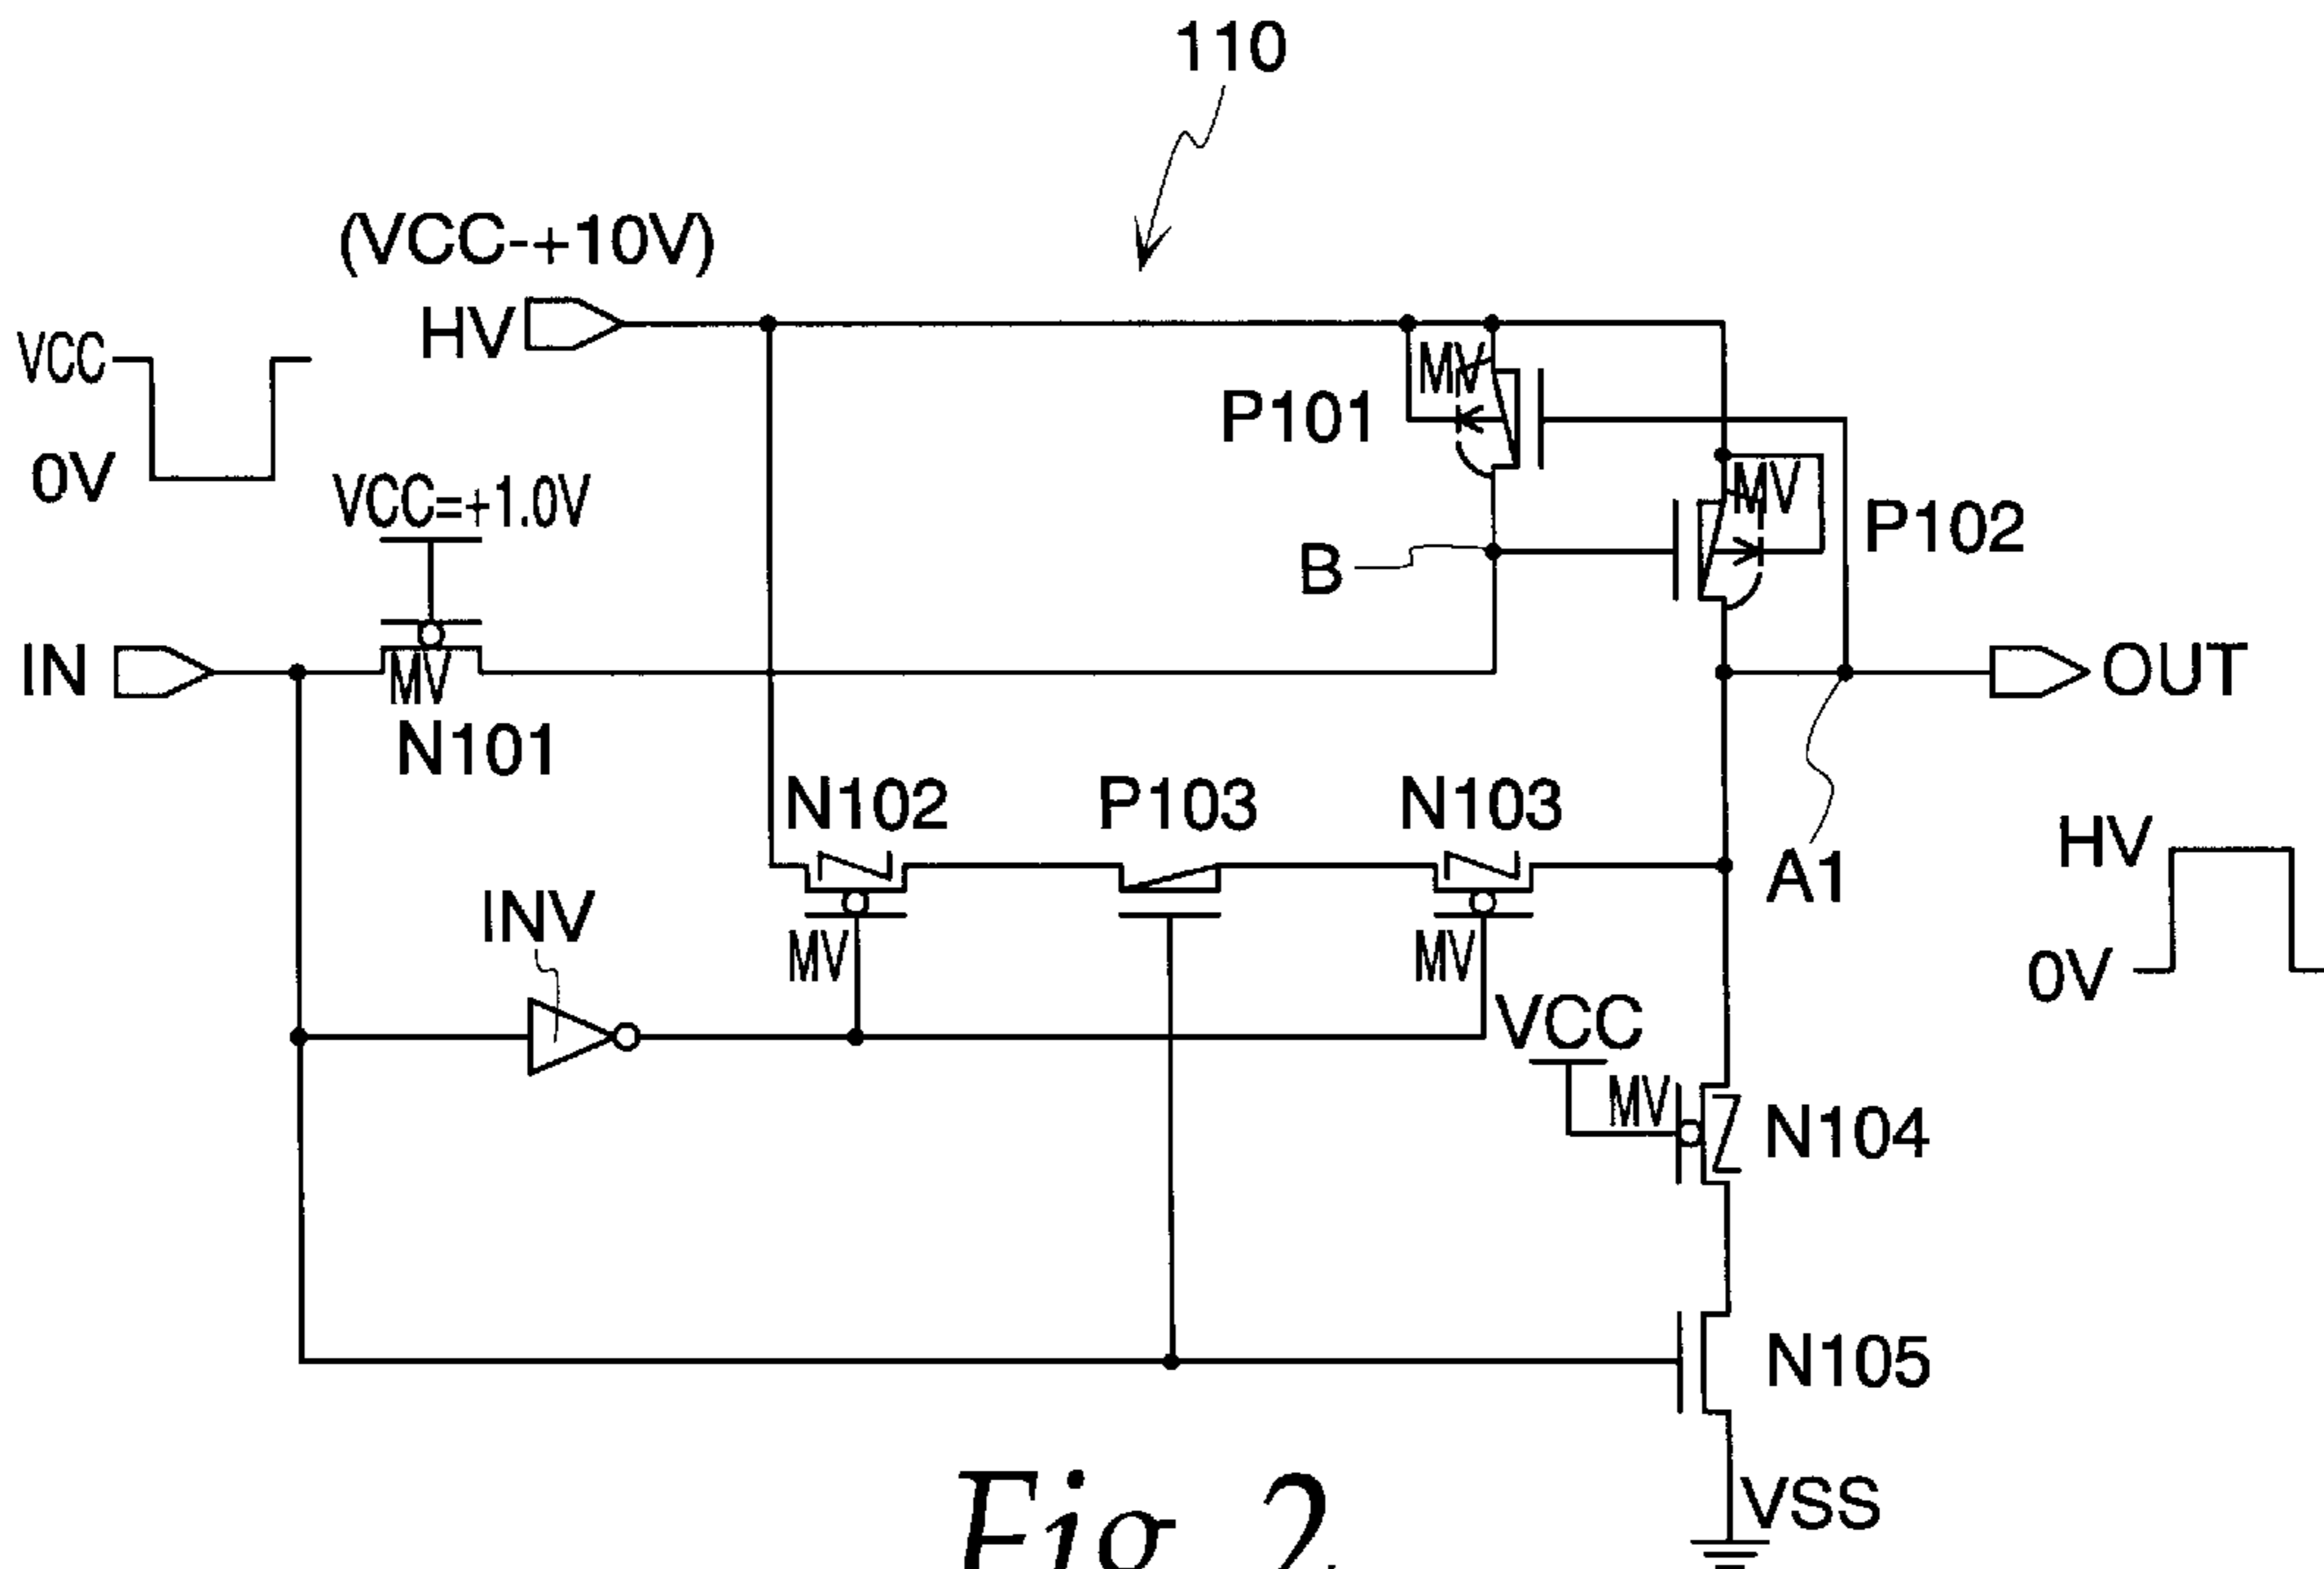 110
(VCC-+10V)
HV
VCC
0V
VCC=+1.0V
MV
P101
MV
P102
B
IN
MV
N101
OUT
N102
P103
N103
A1
HV
0V
INV
MV
MV
VCC
MV
N104
N105
VSS
Fig. 2